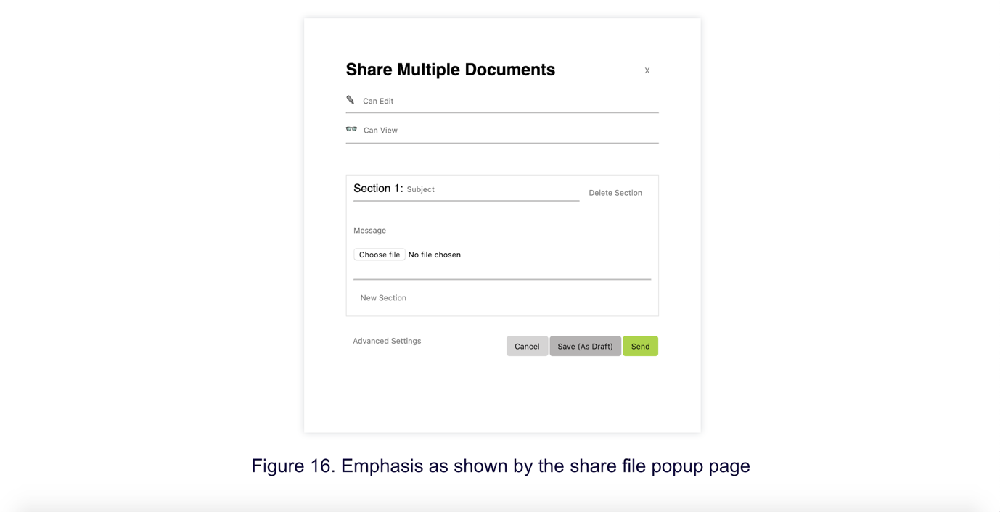 Share Multiple Documents
X
Can Edit
Can View
Section 1: Subject
Delete Section
Message
Choose file No file chosen
New Section
Advanced Settings
Cancel
Save (As Draft)
Send
Figure 16. Emphasis as shown by the share file popup page